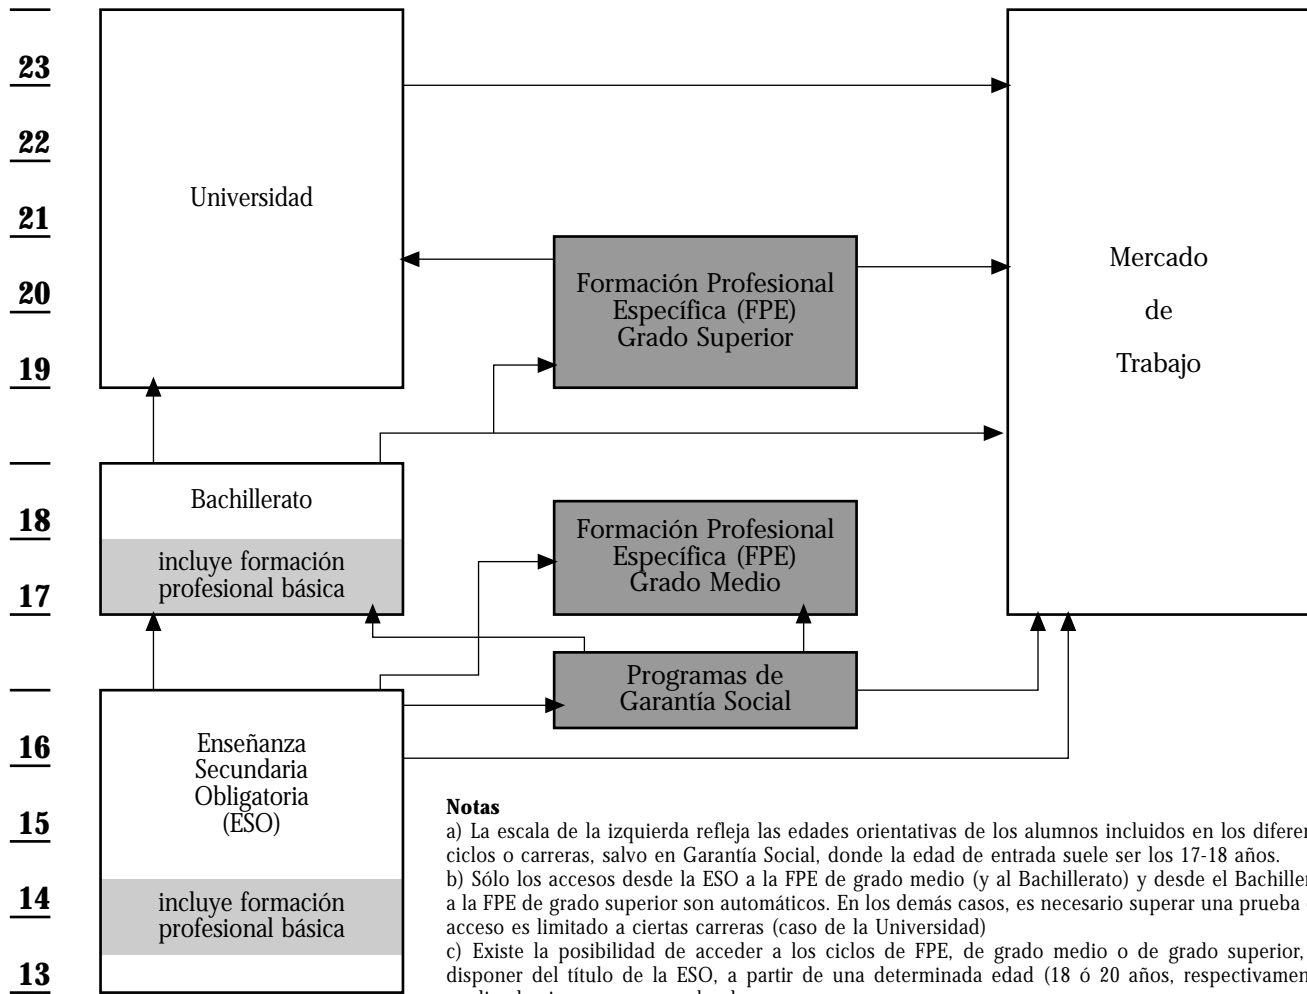 23
22
21
20
19
18
17
16
15
14
13
Universidad
Formación Profesional
Específica (FPE)
Grado Superior
Mercado
de
Trabajo
Bachillerato
incluye formación
profesional básica
Formación Profesional
Específica (FPE)
Grado Medio
Programas de
Garantía Social
Enseñanza
Secundaria
Obligatoria
(ESO)
incluye formación
profesional básica
Notas
a) La escala de la izquierda refleja las edades orientativas de los alumnos incluidos en los diferen
ciclos o carreras, salvo en Garantía Social, donde la edad de entrada suele ser los 17-18 años.
b) Sólo los accesos desde la ESO a la FPE de grado medio (y al Bachillerato) y desde el Bachiller
a la FPE de grado superior son automáticos. En los demás casos, es necesario superar una prueba
acceso es limitado a ciertas carreras (caso de la Universidad)
c) Existe la posibilidad de acceder a los ciclos de FPE, de grado medio o de grado superior,
disponer del título de la ESO, a partir de una determinada edad (18 ó 20 años, respectivamen